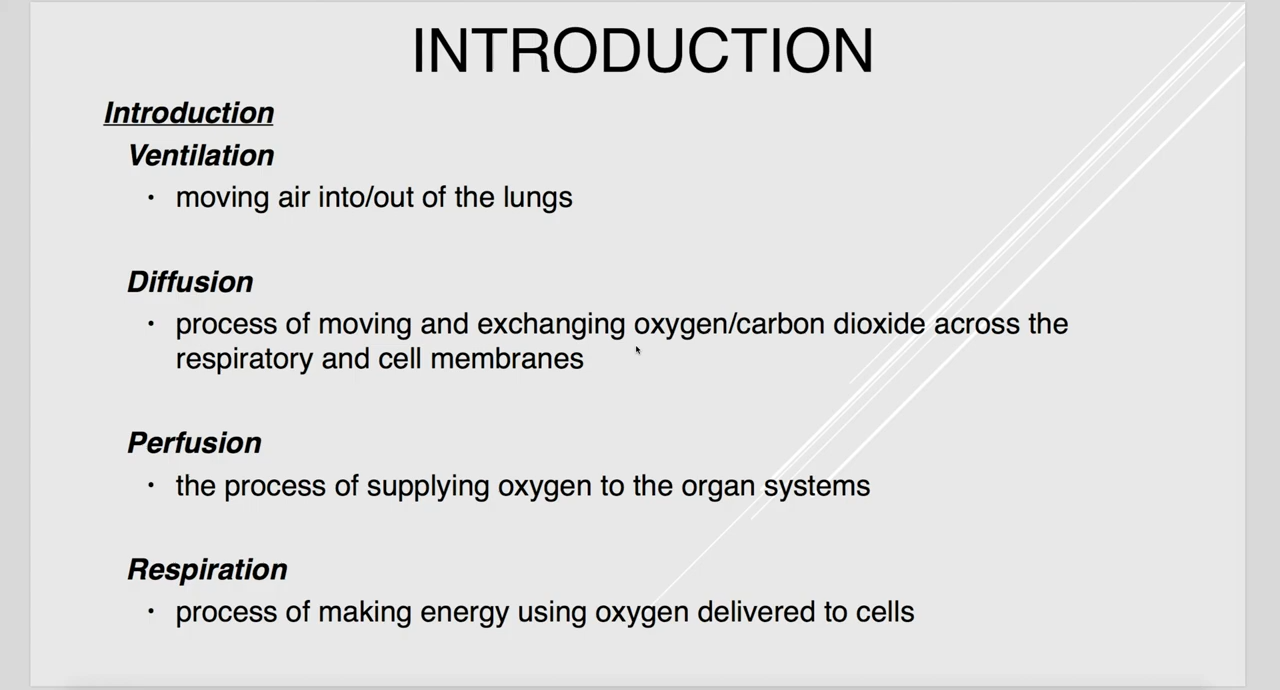 INTRODUCTION
Introduction
Ventilation
• moving air into/out of the lungs
Diffusion
• process of moving and exchanging oxygen/carbon dioxide across the
respiratory and cell membranes
Perfusion
• the process of supplying oxygen to the organ systems
Respiration
• process of making energy using oxygen delivered to cells